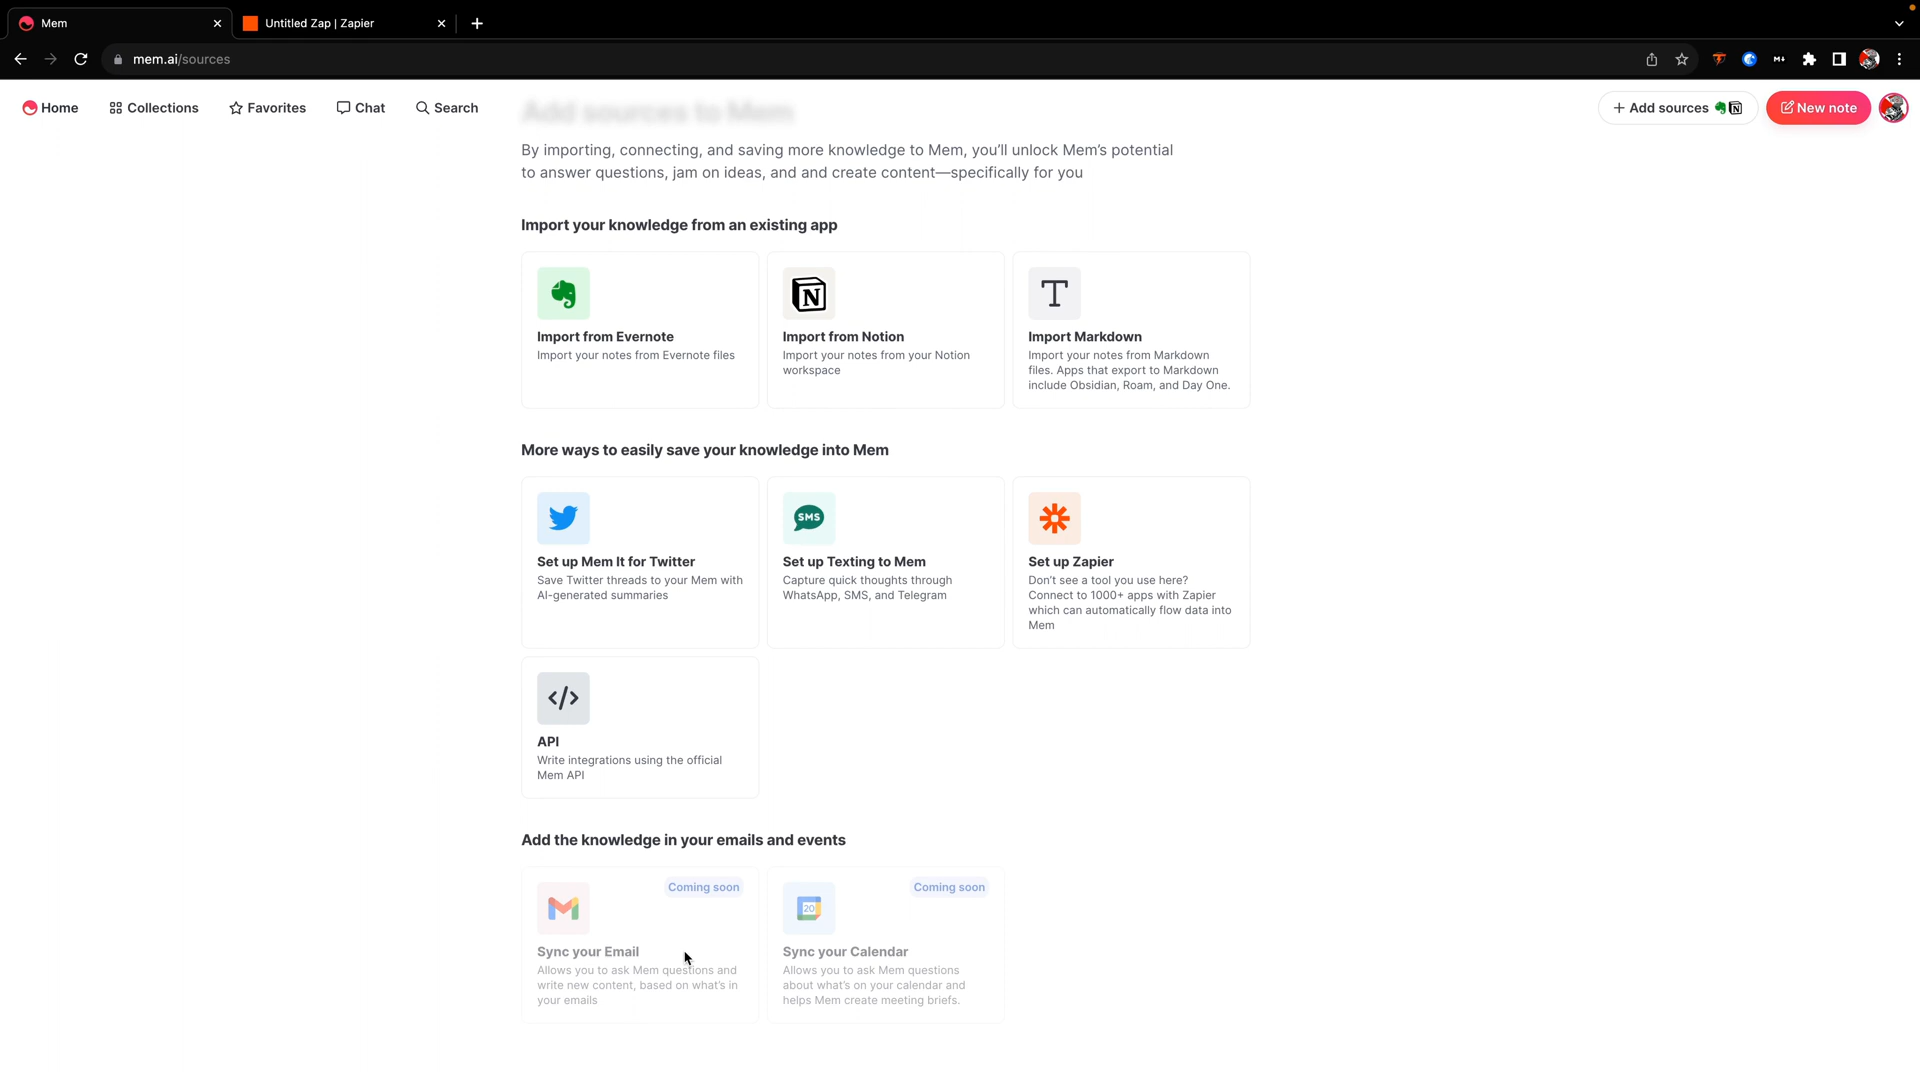 Mem
Untitled Zap | Zapier
mem.ai/sources
Home
Collections
Favorites
Chat
Search
Add sources
New note
Add sources to Mem
By importing, connecting, and saving more knowledge to Mem, you’ll unlock Mem’s potential
to answer questions, jam on ideas, and and create content—specifically for you
Import your knowledge from an existing app
Import from Evernote
Import your notes from Evernote files
Import from Notion
Import your notes from your Notion
workspace
Import Markdown
Import your notes from Markdown
files. Apps that export to Markdown
include Obsidian, Roam, and Day One.
More ways to easily save your knowledge into Mem
Set up Mem It for Twitter
Save Twitter threads to your Mem with
AI-generated summaries
SMS
Set up Texting to Mem
Capture quick thoughts through
WhatsApp, SMS, and Telegram
Set up Zapier
Don’t see a tool you use here?
Connect to 1000+ apps with Zapier
which can automatically flow data into
Mem
API
Write integrations using the official
Mem API
Add the knowledge in your emails and events
Coming soon
Sync your Email
Allows you to ask Mem questions and
write new content, based on what’s in
your emails
Coming soon
20
Sync your Calendar
Allows you to ask Mem questions
about what’s on your calendar and
helps Mem create meeting briefs.